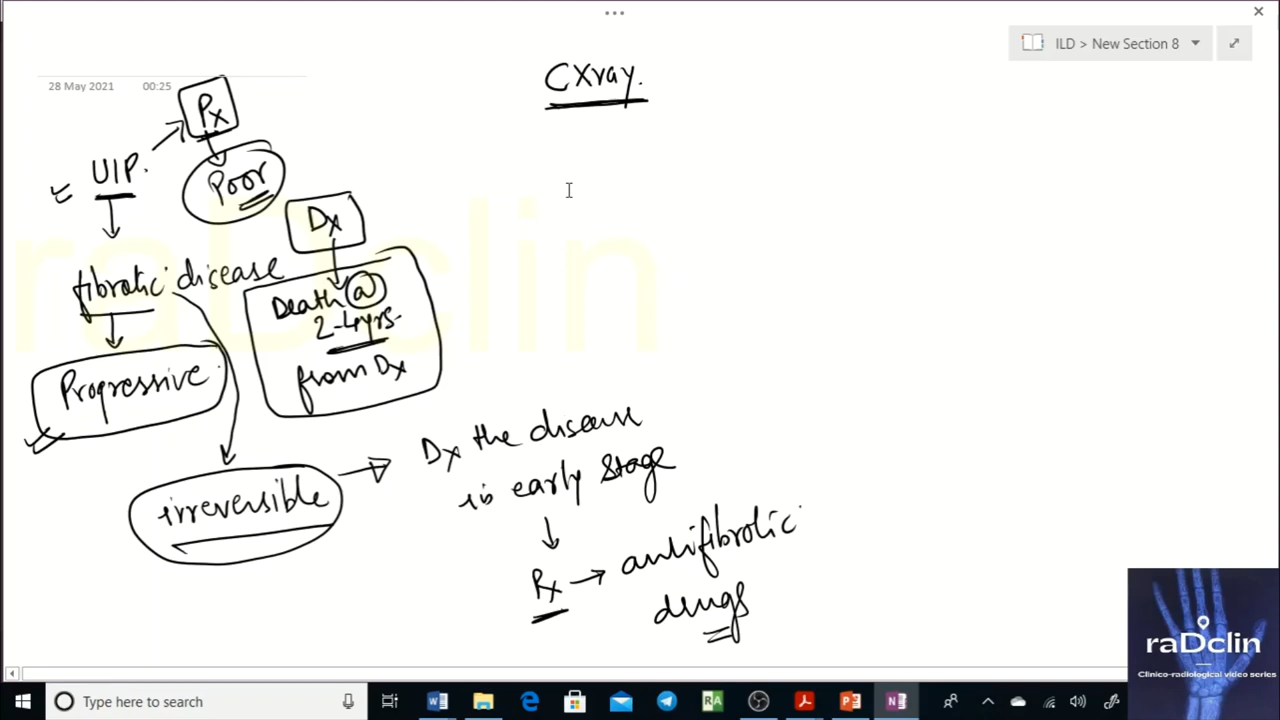 ILD > New Section 8
28 May 2021 00:25
CXray.
Px
UIP.
Poor
Dx
fibrotic disease
Death @
2-4yrs-
from Dx
Progressive
Dx the disease
is early stage
irreversible
Rx → antifibrotic
drugs
raDclin
raDclin
Clinico-radiological video series
Type here to search